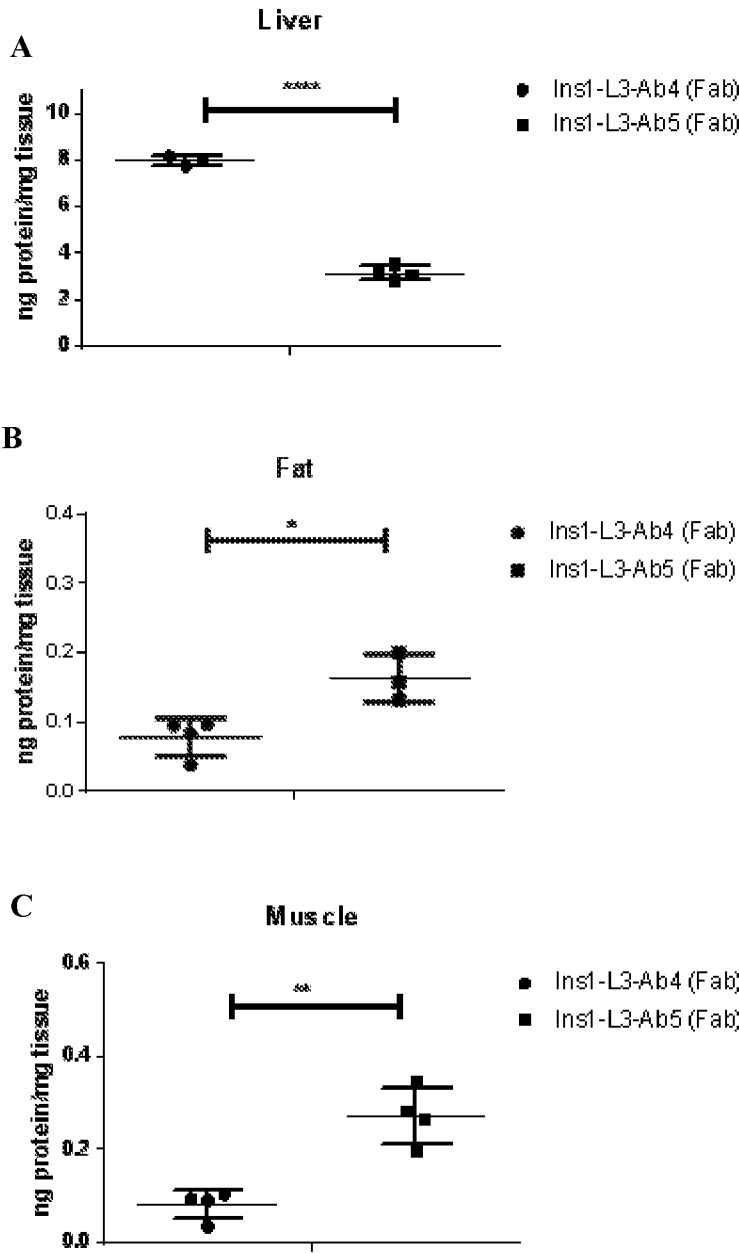 Liver
A
****
Ins1-L3-Ab4 (Fab)
Ins1-L3-Ab5 (Fab)
10
8
6
4
2
0
ng protein/mg tissue
B
Fat
*
Ins1-L3-Ab4 (Fab)
Ins1-L3-Ab5 (Fab)
0.4
0.3
0.2
0.1
0.0
ng protein/mg tissue
C
Muscle
**
Ins1-L3-Ab4 (Fab)
Ins1-L3-Ab5 (Fab)
0.6
0.4
0.2
0.0
ng protein/mg tissue